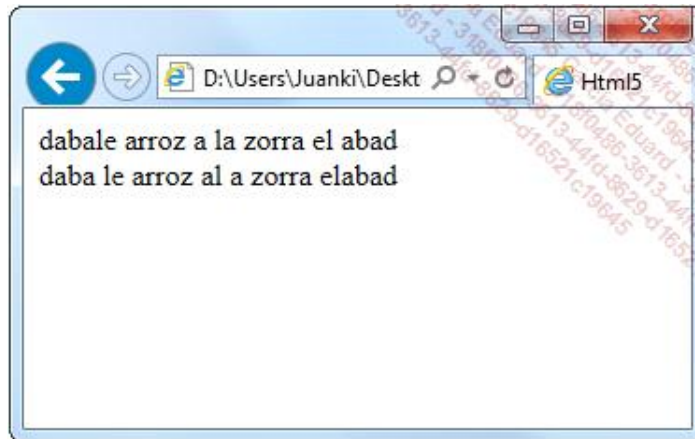 D:\Users\Juanki\Deskt
Html5
dabale arroz a la zorra el abad
daba le arroz al a zorra elabad